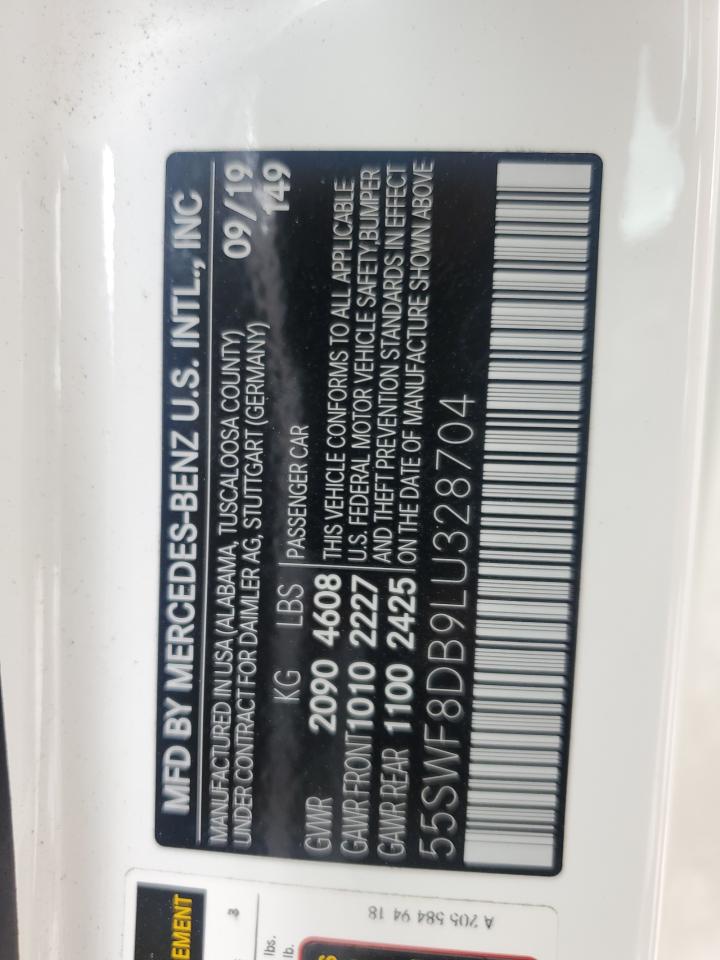 MFD BY MERCEDES-BENZ U.S. INTL., INC
MANUFACTURED IN USA (ALABAMA, TUSCALOOSA COUNTY) 09/19
UNDER CONTRACT FOR DAIMLER AG, STUTTGART (GERMANY) 149
KG LBS PASSENGER CAR
GVWR 2090 4608 THIS VEHICLE CONFORMS TO ALL APPLICABLE
GAWR FRONT 1010 2227 U.S. FEDERAL MOTOR VEHICLE SAFETY,BUMPER
GAWR REAR 1100 2425 AND THEFT PREVENTION STANDARDS IN EFFECT
ON THE DATE OF MANUFACTURE SHOWN ABOVE
55SWF8DB9LU328704
EMENT
3
lbs.
lb.
S
A 205 584 94 18